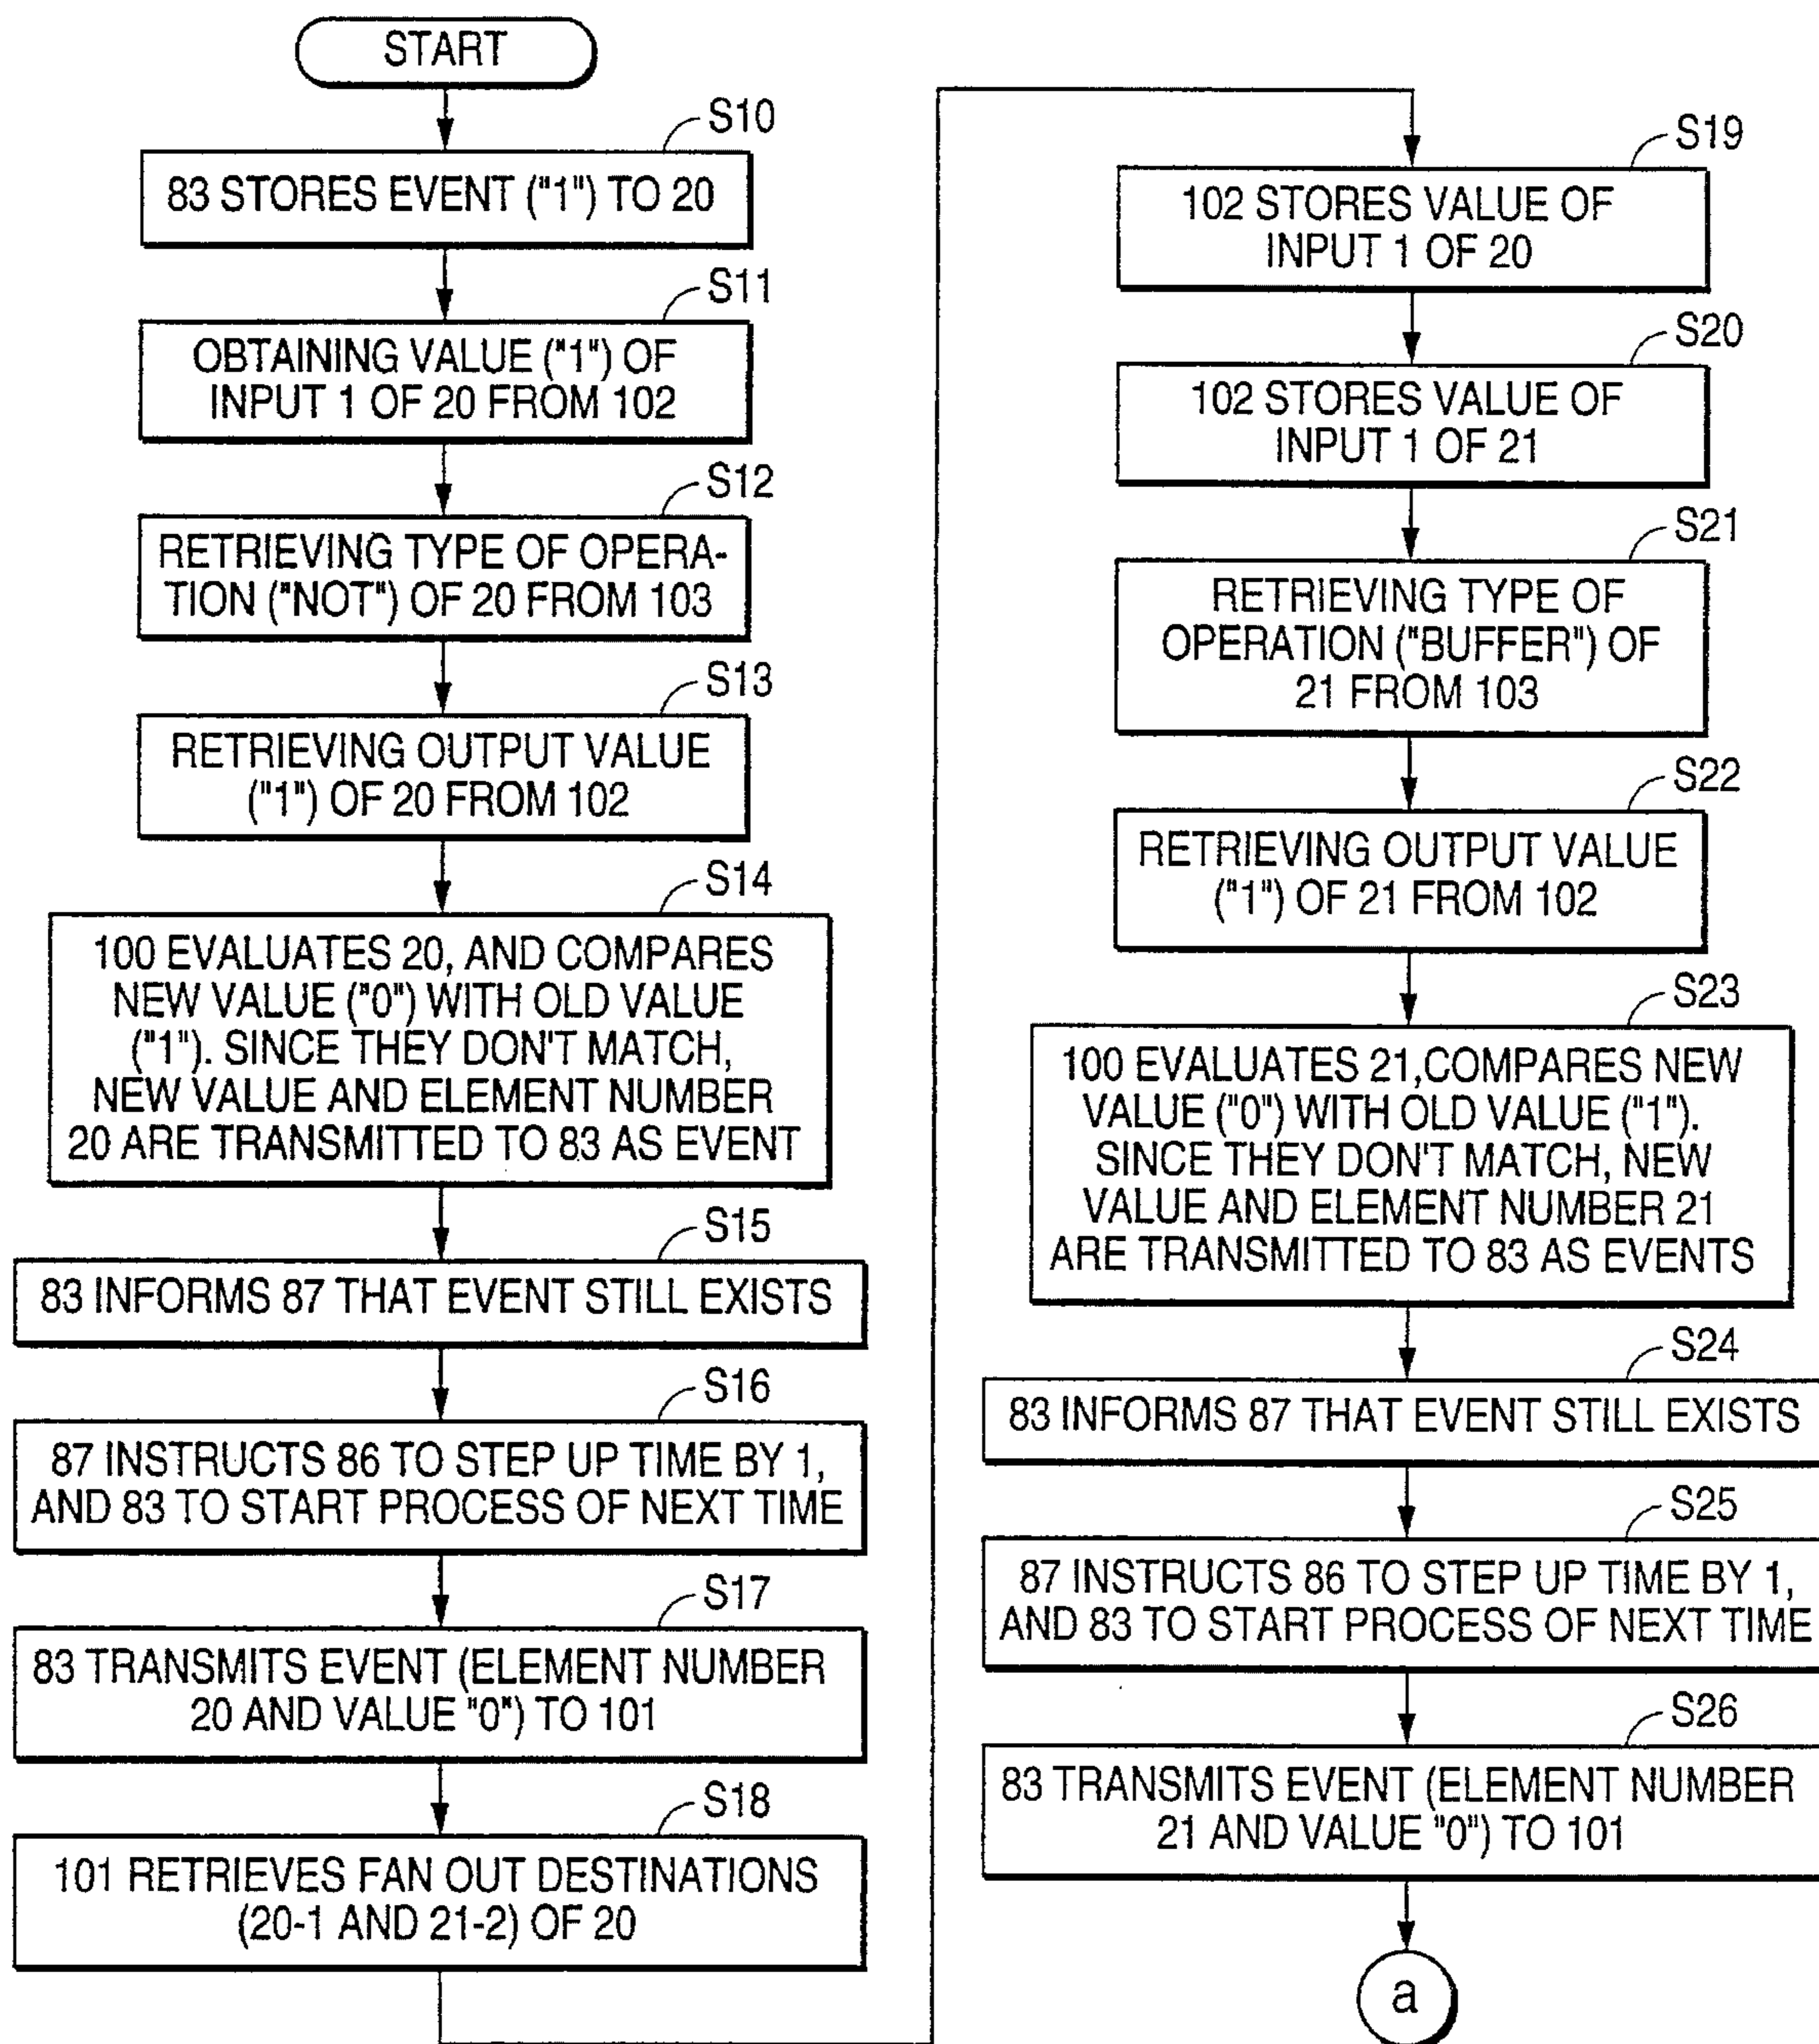 START
S10
83 STORES EVENT ("1") TO 20
S11
OBTAINING VALUE ("1") OF
INPUT 1 OF 20 FROM 102
S12
RETRIEVING TYPE OF OPERA-
TION ("NOT") OF 20 FROM 103
S13
RETRIEVING OUTPUT VALUE
("1") OF 20 FROM 102
S14
100 EVALUATES 20, AND COMPARES
NEW VALUE ("0") WITH OLD VALUE
("1"). SINCE THEY DON'T MATCH,
NEW VALUE AND ELEMENT NUMBER
20 ARE TRANSMITTED TO 83 AS EVENT
S15
83 INFORMS 87 THAT EVENT STILL EXISTS
S16
87 INSTRUCTS 86 TO STEP UP TIME BY 1,
AND 83 TO START PROCESS OF NEXT TIME
S17
83 TRANSMITS EVENT (ELEMENT NUMBER
20 AND VALUE "0") TO 101
S18
101 RETRIEVES FAN OUT DESTINATIONS
(20-1 AND 21-2) OF 20
S19
102 STORES VALUE OF
INPUT 1 OF 20
S20
102 STORES VALUE OF
INPUT 1 OF 21
S21
RETRIEVING TYPE OF
OPERATION ("BUFFER") OF
21 FROM 103
S22
RETRIEVING OUTPUT VALUE
("1") OF 21 FROM 102
S23
100 EVALUATES 21,COMPARES NEW
VALUE ("0") WITH OLD VALUE ("1").
SINCE THEY DON'T MATCH, NEW
VALUE AND ELEMENT NUMBER 21
ARE TRANSMITTED TO 83 AS EVENTS
S24
83 INFORMS 87 THAT EVENT STILL EXISTS
S25
87 INSTRUCTS 86 TO STEP UP TIME BY 1,
AND 83 TO START PROCESS OF NEXT TIME
S26
83 TRANSMITS EVENT (ELEMENT NUMBER
21 AND VALUE "0") TO 101
a